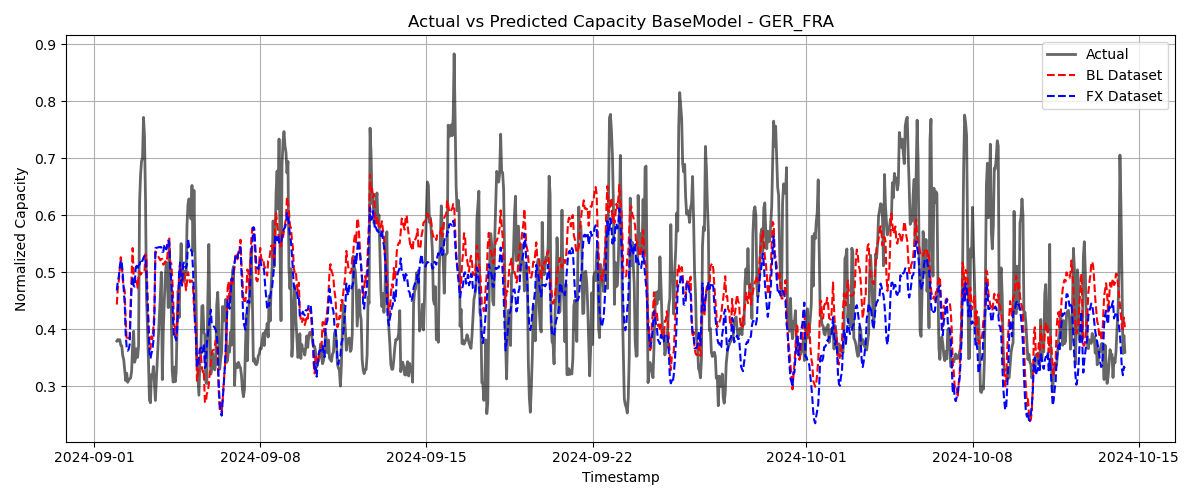 Actual vs Predicted Capacity BaseModel - GER_FRA
Normalized Capacity
0.9
0.8
0.7
0.6
0.5
0.4
0.3
Actual
BL Dataset
FX Dataset
2024-09-01
2024-09-08
2024-09-15
2024-09-22
2024-10-01
2024-10-08
2024-10-15
Timestamp